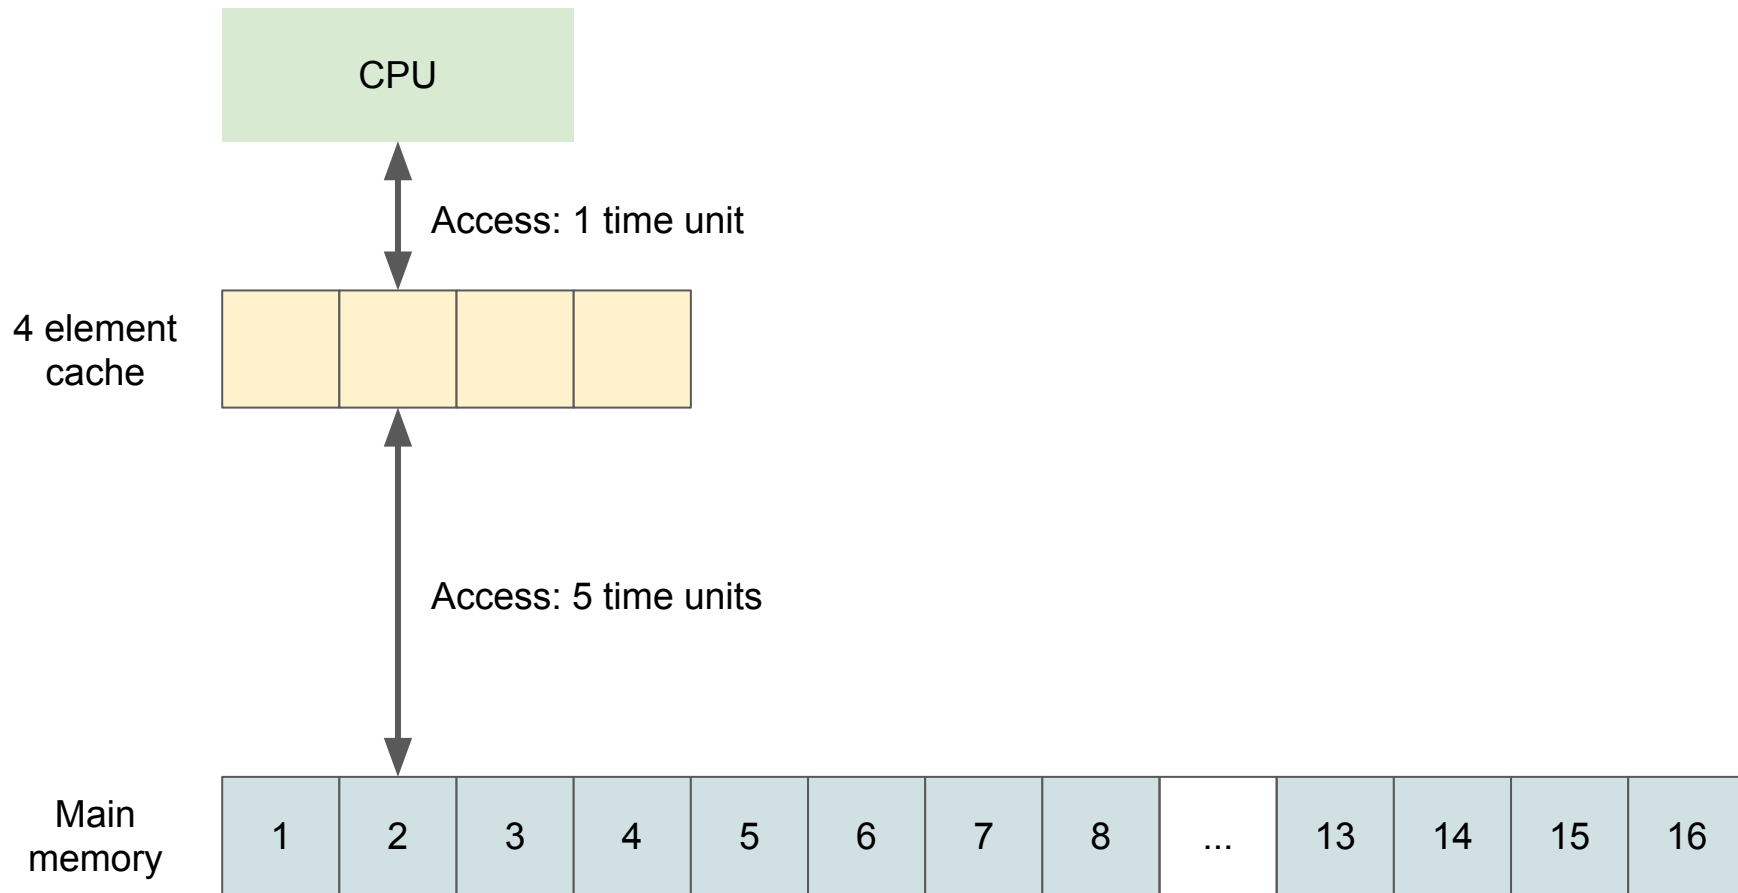 CPU
Access: 1 time unit
4 element
cache
Access: 5 time units
Main
memory
1 2 3 4 5 6 7 8 ... 13 14 15 16